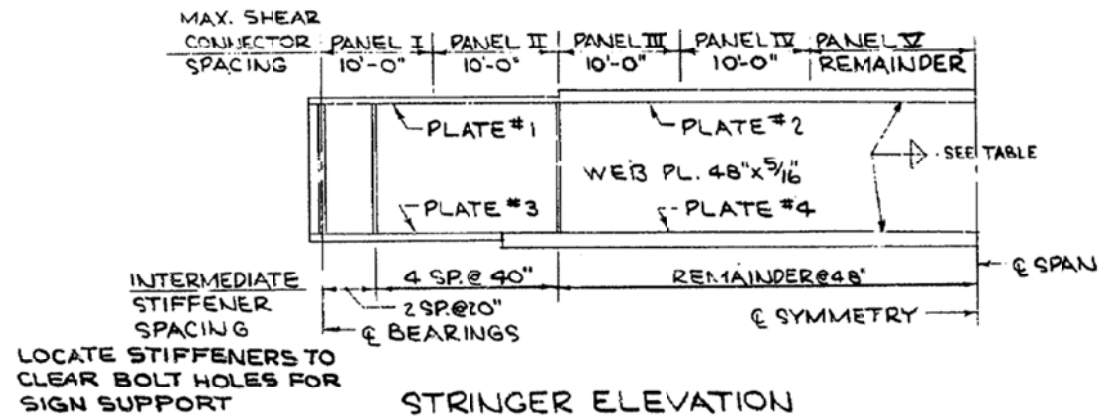 MAX. SHEAR
CONNECTOR
SPACING
PANEL I
10'-0"
PANEL II
10'-0"
PANEL III
10'-0"
PANEL IV
10'-0"
PANEL V
REMAINDER
PLATE #1
PLATE #2
SEE TABLE
WEB PL. 48" x 5/16"
PLATE #3
PLATE #4
4 SP. @ 40"
REMAINDER @ 48'
℄ SPAN
INTERMEDIATE
STIFFENER
SPACING
2 SP. @ 20"
℄ BEARINGS
℄ SYMMETRY
LOCATE STIFFENERS TO
CLEAR BOLT HOLES FOR
SIGN SUPPORT
STRINGER ELEVATION